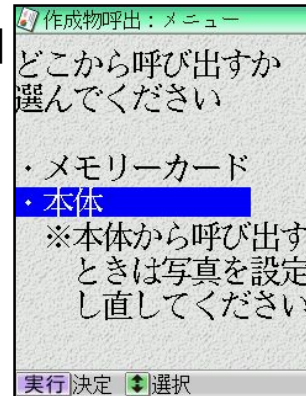 作成物呼出：メニュー
どこから呼び出すか
選んでください
・メモリーカード
・本体
※本体から呼び出す
ときは写真を設定
し直してください
実行 決定 選択